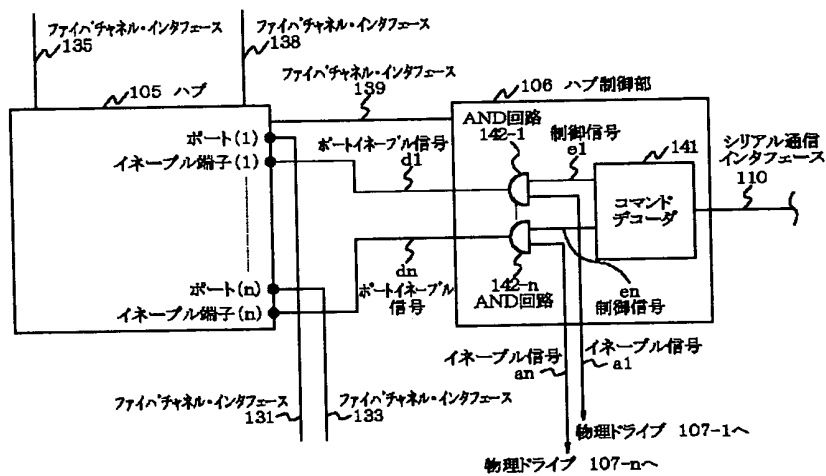 ファイバチャネル・インタフェース
135
ファイバチャネル・インタフェース
138
ファイバチャネル・インタフェース
139
105 ハブ
106 ハブ制御部
ポート(1)
イネーブル端子(1)
ポートイネーブル信号
d1
AND回路
142-1
制御信号
e1
141
コマンド
デコーダ
シリアル通信
インタフェース
110
ポート(n)
イネーブル端子(n)
dn
ポートイネーブル
信号
142-n
AND回路
en
制御信号
イネーブル信号
an
イネーブル信号
a1
ファイバチャネル・インタフェース
131
ファイバチャネル・インタフェース
133
物理ドライブ 107-1へ
物理ドライブ 107-nへ